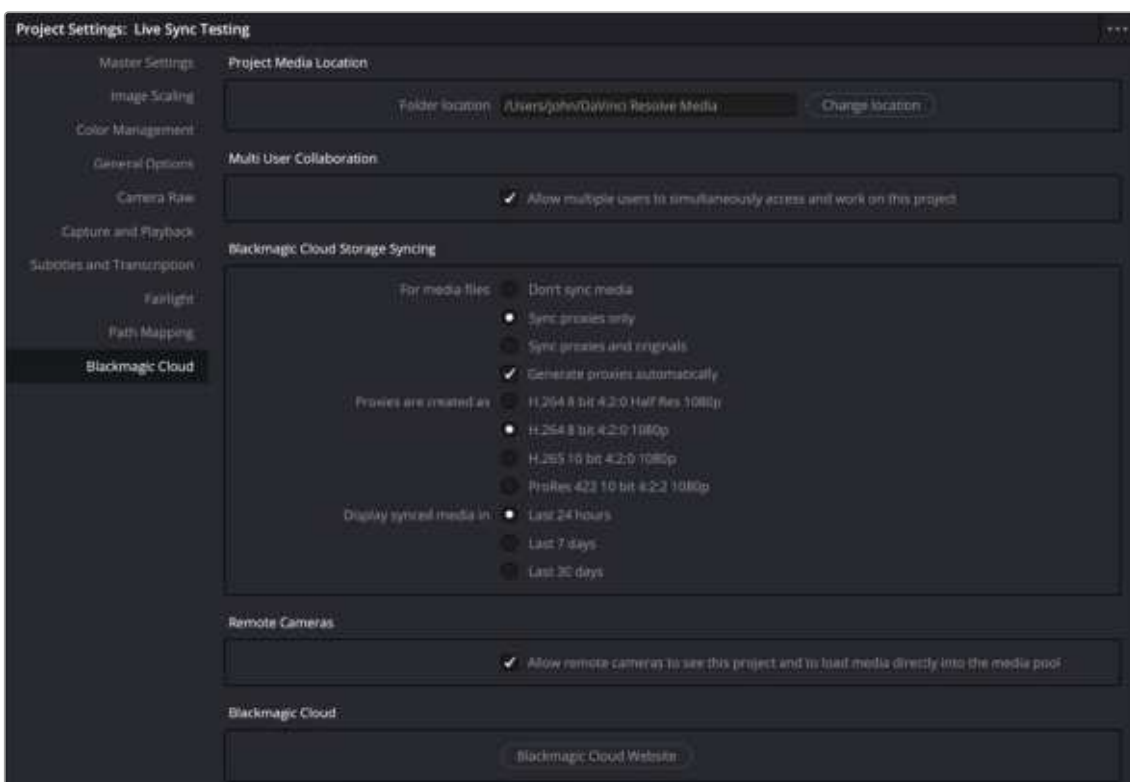 Project Settings: Live Sync Testing
Master Settings
Image Scaling
Color Management
General Options
Camera Raw
Capture and Playback
Subtitles and Transcription
Fairlight
Path Mapping
Blackmagic Cloud
Project Media Location
Folder location /Users/john/DaVinci Resolve Media Change location
Multi User Collaboration
Allow multiple users to simultaneously access and work on this project
Blackmagic Cloud Storage Syncing
For media files Don't sync media
Sync proxies only
Sync proxies and originals
Generate proxies automatically
Proxies are created as H.264 8 bit 4:2:0 Half Res 1080p
H.264 8 bit 4:2:0 1080p
H.265 10 bit 4:2:0 1080p
ProRes 422 10 bit 4:2:2 1080p
Display synced media in Last 24 hours
Last 7 days
Last 30 days
Remote Cameras
Allow remote cameras to see this project and to load media directly into the media pool
Blackmagic Cloud
Blackmagic Cloud Website